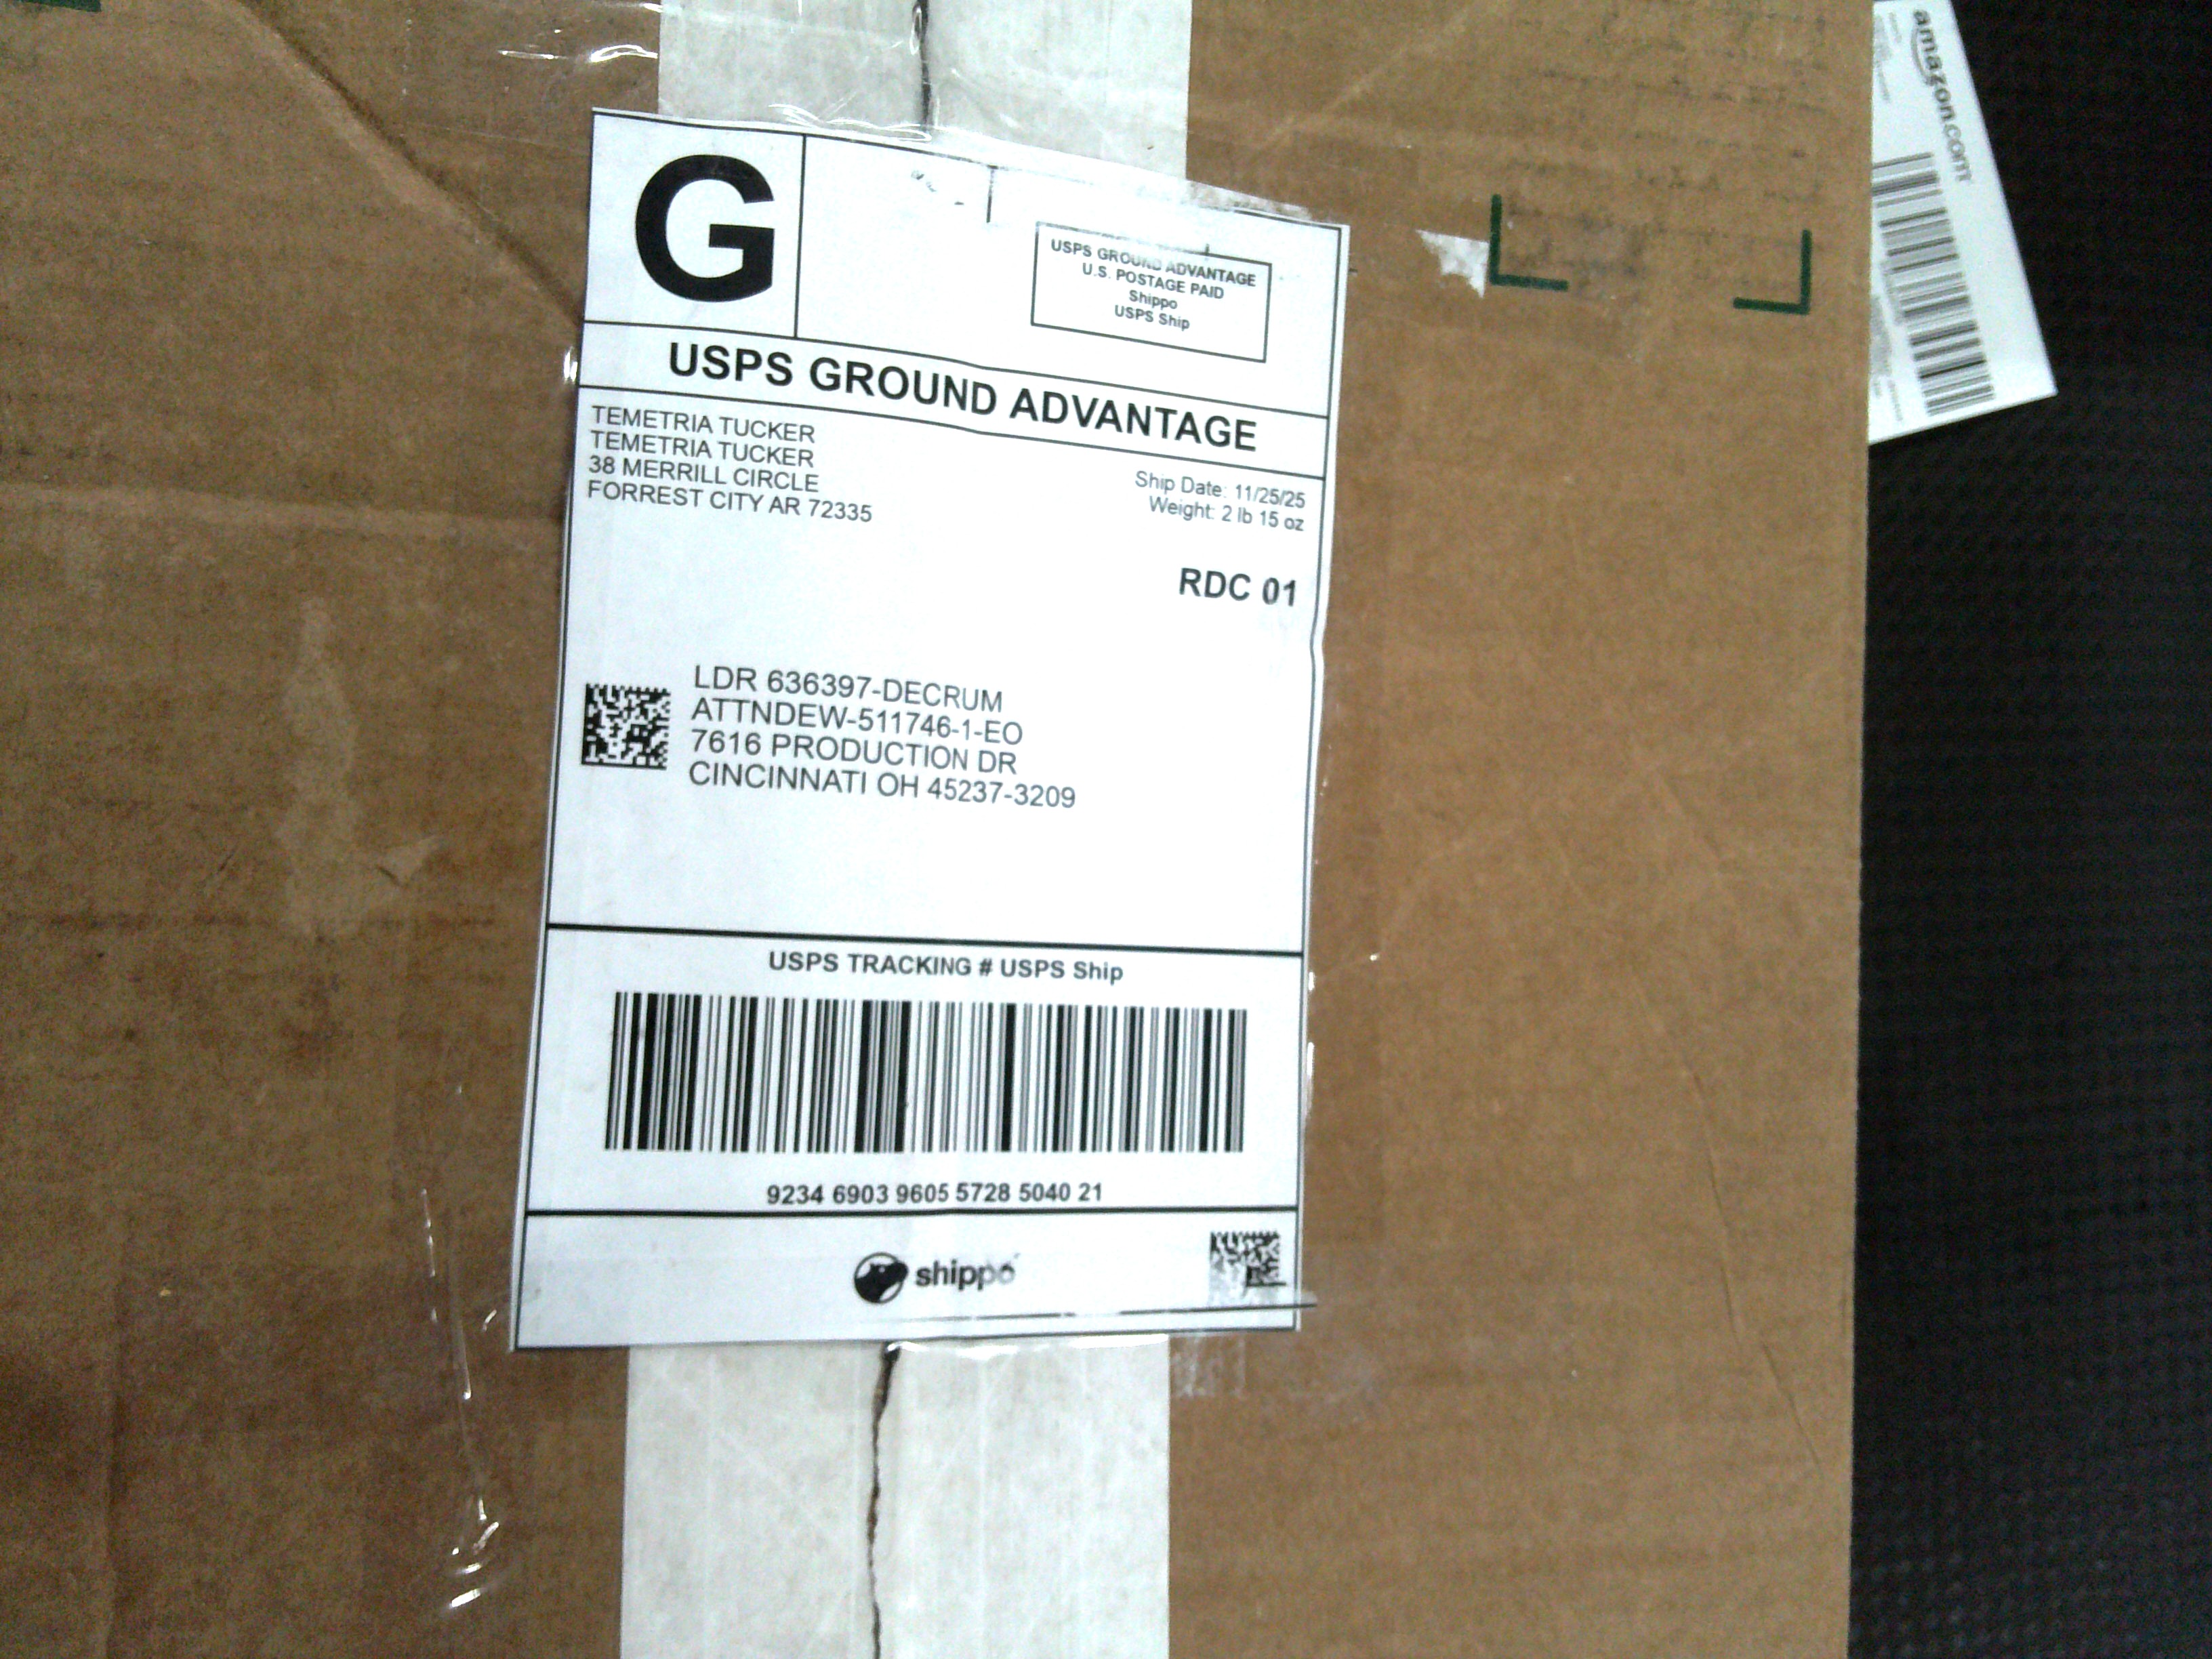 G
USPS GROUND ADVANTAGE
U.S. POSTAGE PAID
Shippo
USPS Ship
USPS GROUND ADVANTAGE
TEMETRIA TUCKER
TEMETRIA TUCKER
38 MERRILL CIRCLE
FORREST CITY AR 72335
Ship Date: 11/25/25
Weight: 2 lb 15 oz
RDC 01
LDR 636397-DECRUM
ATTNDEW-511746-1-EO
7616 PRODUCTION DR
CINCINNATI OH 45237-3209
USPS TRACKING # USPS Ship
9234 6903 9605 5728 5040 21
shippo
amazon.com